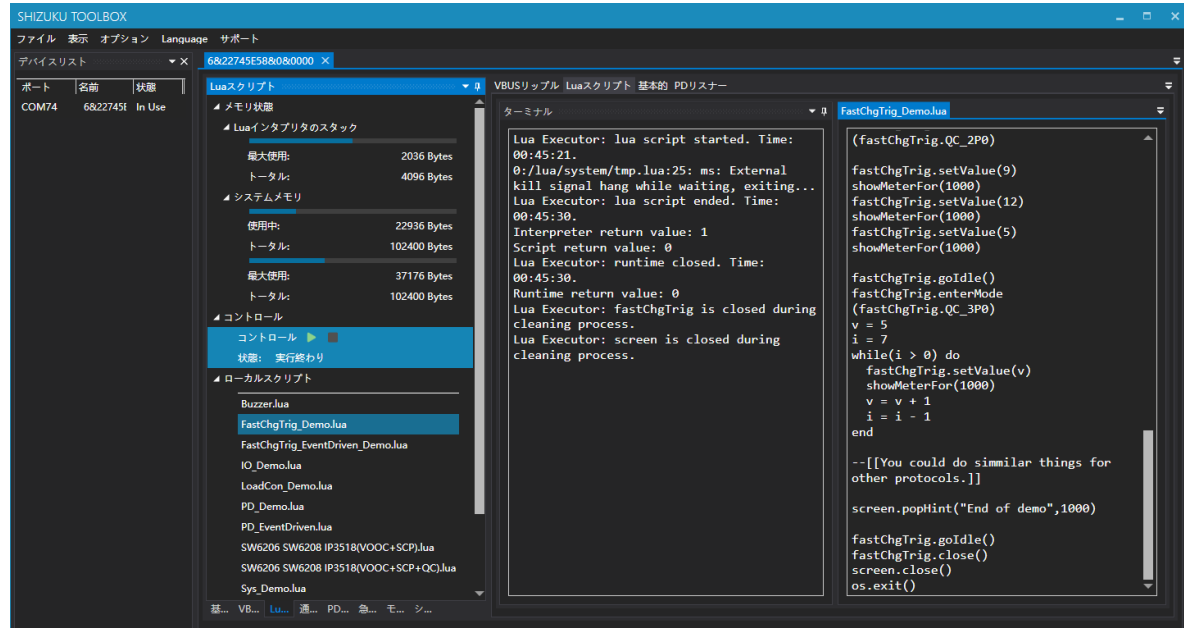 SHIZUKU TOOLBOX
ファイル 表示 オプション Language サポート
デバイスリスト
ポート 名前 状態
COM74 6&22745E In Use
6&22745E58&0&0000
Luaスクリプト
メモリ状態
Luaインタプリタのスタック
最大使用: 2036 Bytes
トータル: 4096 Bytes
システムメモリ
使用中: 22936 Bytes
トータル: 102400 Bytes
最大使用: 37176 Bytes
トータル: 102400 Bytes
コントロール
コントロール
状態: 実行終わり
ローカルスクリプト
Buzzer.lua
FastChgTrig_Demo.lua
FastChgTrig_EventDriven_Demo.lua
IO_Demo.lua
LoadCon_Demo.lua
PD_Demo.lua
PD_EventDriven.lua
SW6206 SW6208 IP3518(VOOC+SCP).lua
SW6206 SW6208 IP3518(VOOC+SCP+QC).lua
Sys_Demo.lua
基... VB... Lu... 通... PD... 急... モ... シ...
VBUSリップル Luaスクリプト 基本的 PDリスナー
ターミナル
Lua Executor: lua script started. Time:
00:45:21.
0:/lua/system/tmp.lua:25: ms: External
kill signal hang while waiting, exiting...
Lua Executor: lua script ended. Time:
00:45:30.
Interpreter return value: 1
Script return value: 0
Lua Executor: runtime closed. Time:
00:45:30.
Runtime return value: 0
Lua Executor: fastChgTrig is closed during
cleaning process.
Lua Executor: screen is closed during
cleaning process.
FastChgTrig_Demo.lua
(fastChgTrig.QC_2P0)
fastChgTrig.setValue(9)
showMeterFor(1000)
fastChgTrig.setValue(12)
showMeterFor(1000)
fastChgTrig.setValue(5)
showMeterFor(1000)
fastChgTrig.goIdle()
fastChgTrig.enterMode
(fastChgTrig.QC_3P0)
v = 5
i = 7
while(i > 0) do
fastChgTrig.setValue(v)
showMeterFor(1000)
v = v + 1
i = i - 1
end
--[[You could do simmilar things for
other protocols.]]
screen.popHint("End of demo",1000)
fastChgTrig.goIdle()
fastChgTrig.close()
screen.close()
os.exit()